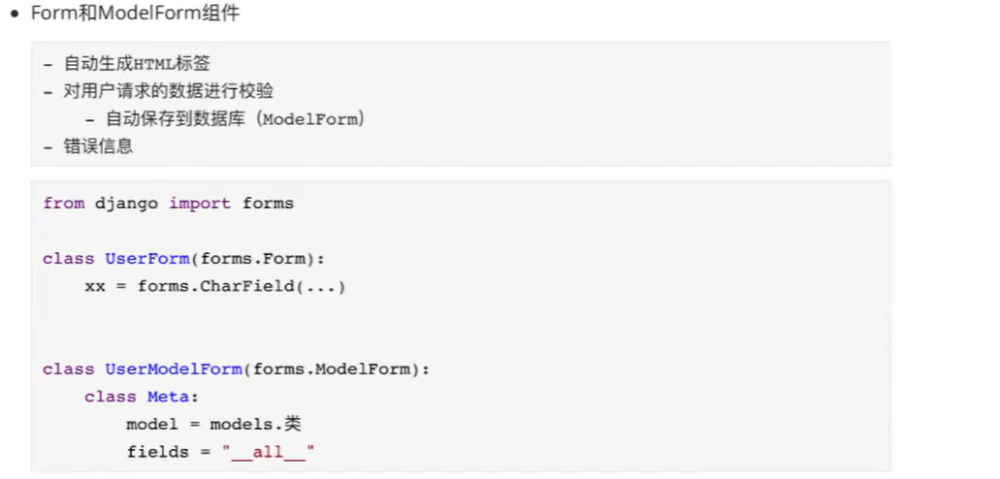 • Form和ModelForm组件
- 自动生成HTML标签
- 对用户请求的数据进行校验
    - 自动保存到数据库（ModelForm）
- 错误信息
from django import forms
class UserForm(forms.Form):
    xx = forms.CharField(...)
class UserModelForm(forms.ModelForm):
    class Meta:
        model = models.类
        fields = "__all__"